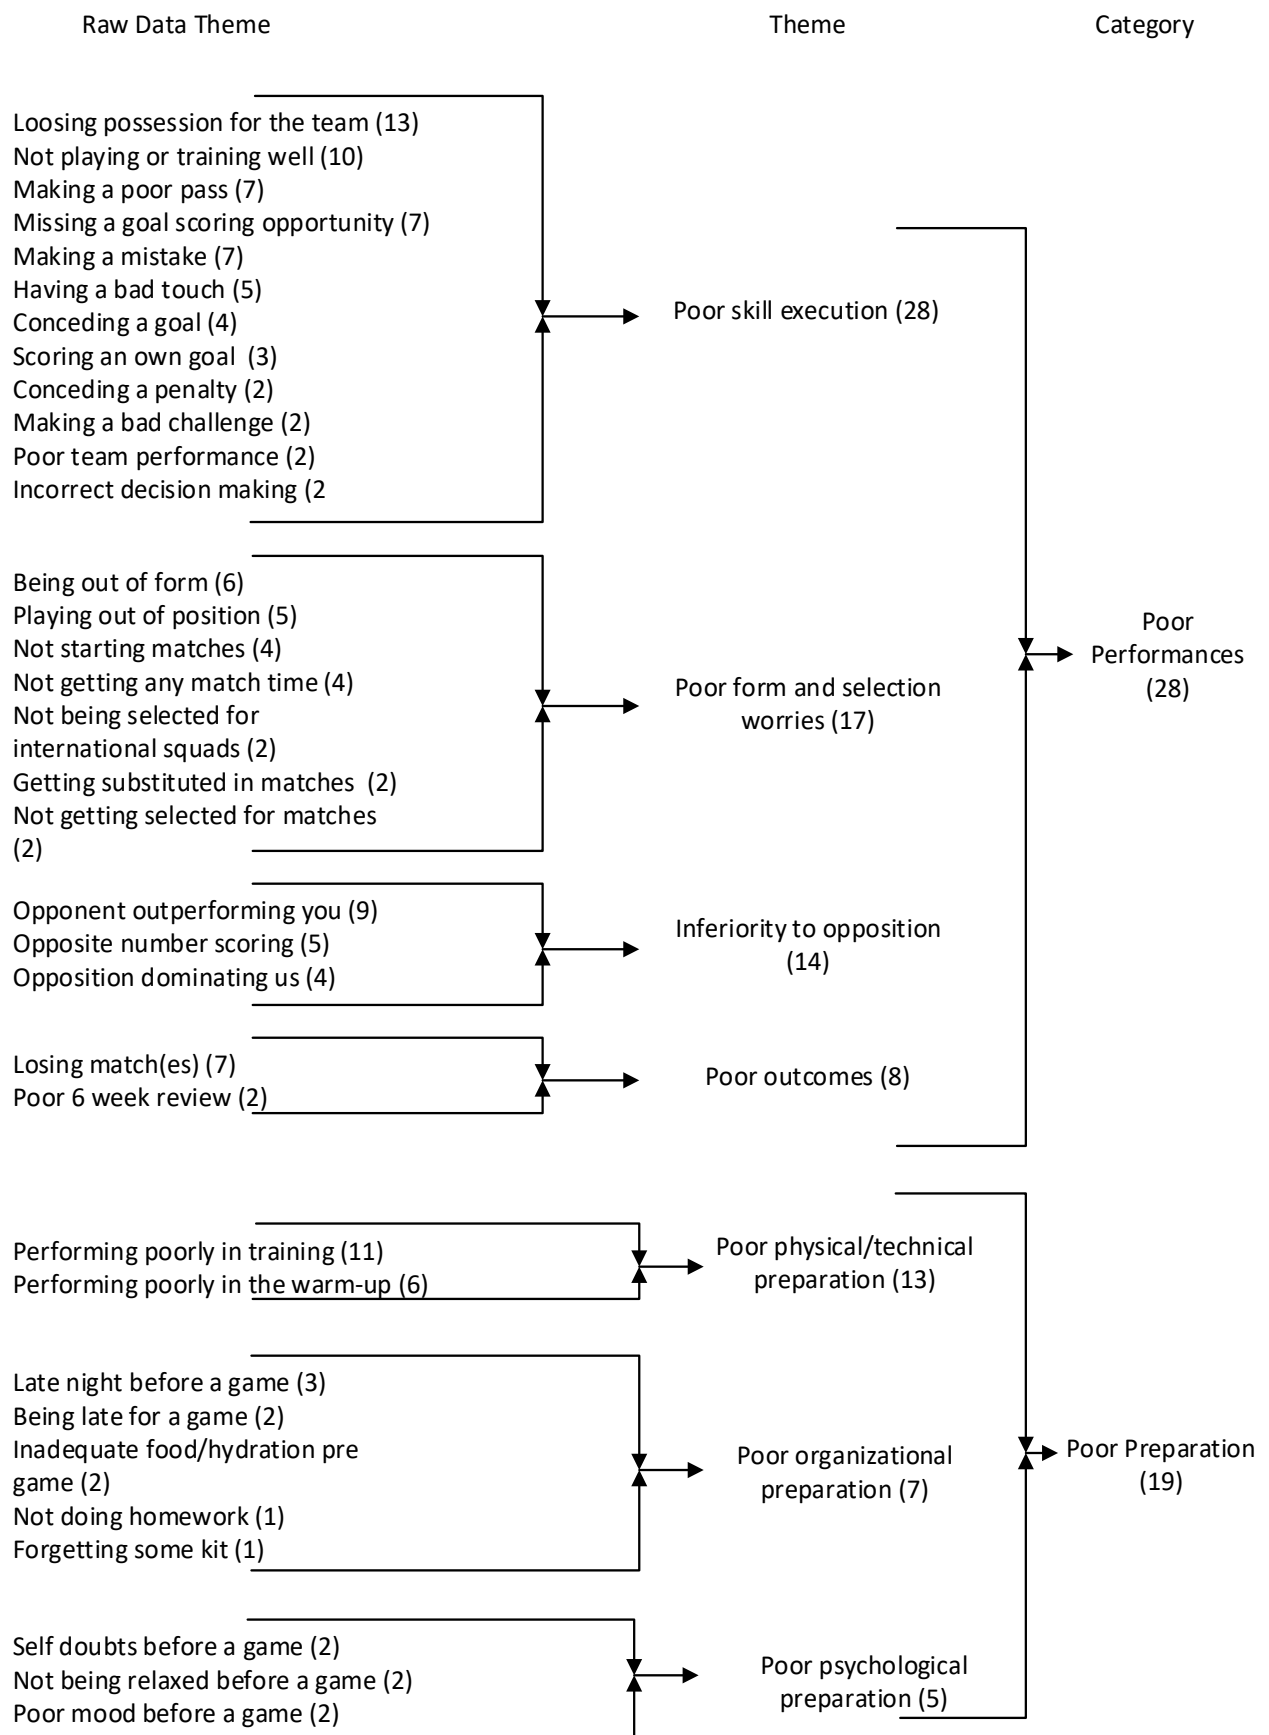 Raw Data Theme
Theme
Category
Loosing possession for the team (13)
Not playing or training well (10)
Making a poor pass (7)
Missing a goal scoring opportunity (7)
Making a mistake (7)
Having a bad touch (5)
Conceding a goal (4)
Scoring an own goal (3)
Conceding a penalty (2)
Making a bad challenge (2)
Poor team performance (2)
Incorrect decision making (2
Poor skill execution (28)
Being out of form (6)
Playing out of position (5)
Not starting matches (4)
Not getting any match time (4)
Not being selected for
international squads (2)
Getting substituted in matches (2)
Not getting selected for matches
(2)
Poor form and selection
worries (17)
Opponent outperforming you (9)
Opposite number scoring (5)
Opposition dominating us (4)
Inferiority to opposition
(14)
Losing match(es) (7)
Poor 6 week review (2)
Poor outcomes (8)
Poor
Performances
(28)
Performing poorly in training (11)
Performing poorly in the warm-up (6)
Poor physical/technical
preparation (13)
Late night before a game (3)
Being late for a game (2)
Inadequate food/hydration pre
game (2)
Not doing homework (1)
Forgetting some kit (1)
Poor organizational
preparation (7)
Self doubts before a game (2)
Not being relaxed before a game (2)
Poor mood before a game (2)
Poor psychological
preparation (5)
Poor Preparation
(19)